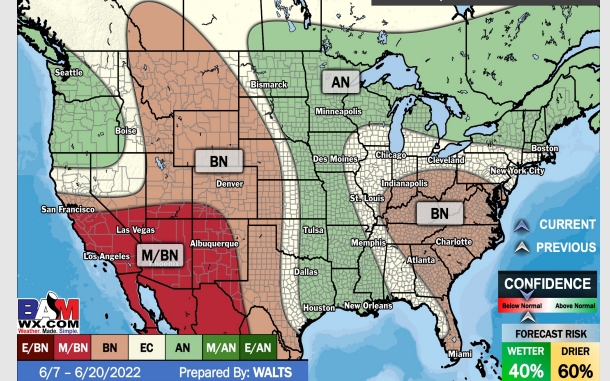 Seattle
Bismarck
AN
Minneapolis
Boise
Boston
BN
Des Moines
Chicago
Cleveland
New York City
Denver
Indianapolis
St. Louis
San Francisco
BN
CURRENT
Las Vegas
Albuquerque
Tulsa
Memphis
Charlotte
PREVIOUS
M/BN
Los Angeles
Atlanta
Dallas
CONFIDENCE
Below Normal
Above Normal
BAM
WX.COM
Weather. Made. Simple.
Houston
New Orleans
FORECAST RISK
E/BN M/BN BN EC AN M/AN E/AN
Miami
WETTER
DRIER
6/7 – 6/20/2022 Prepared By: WALTS
40%
60%